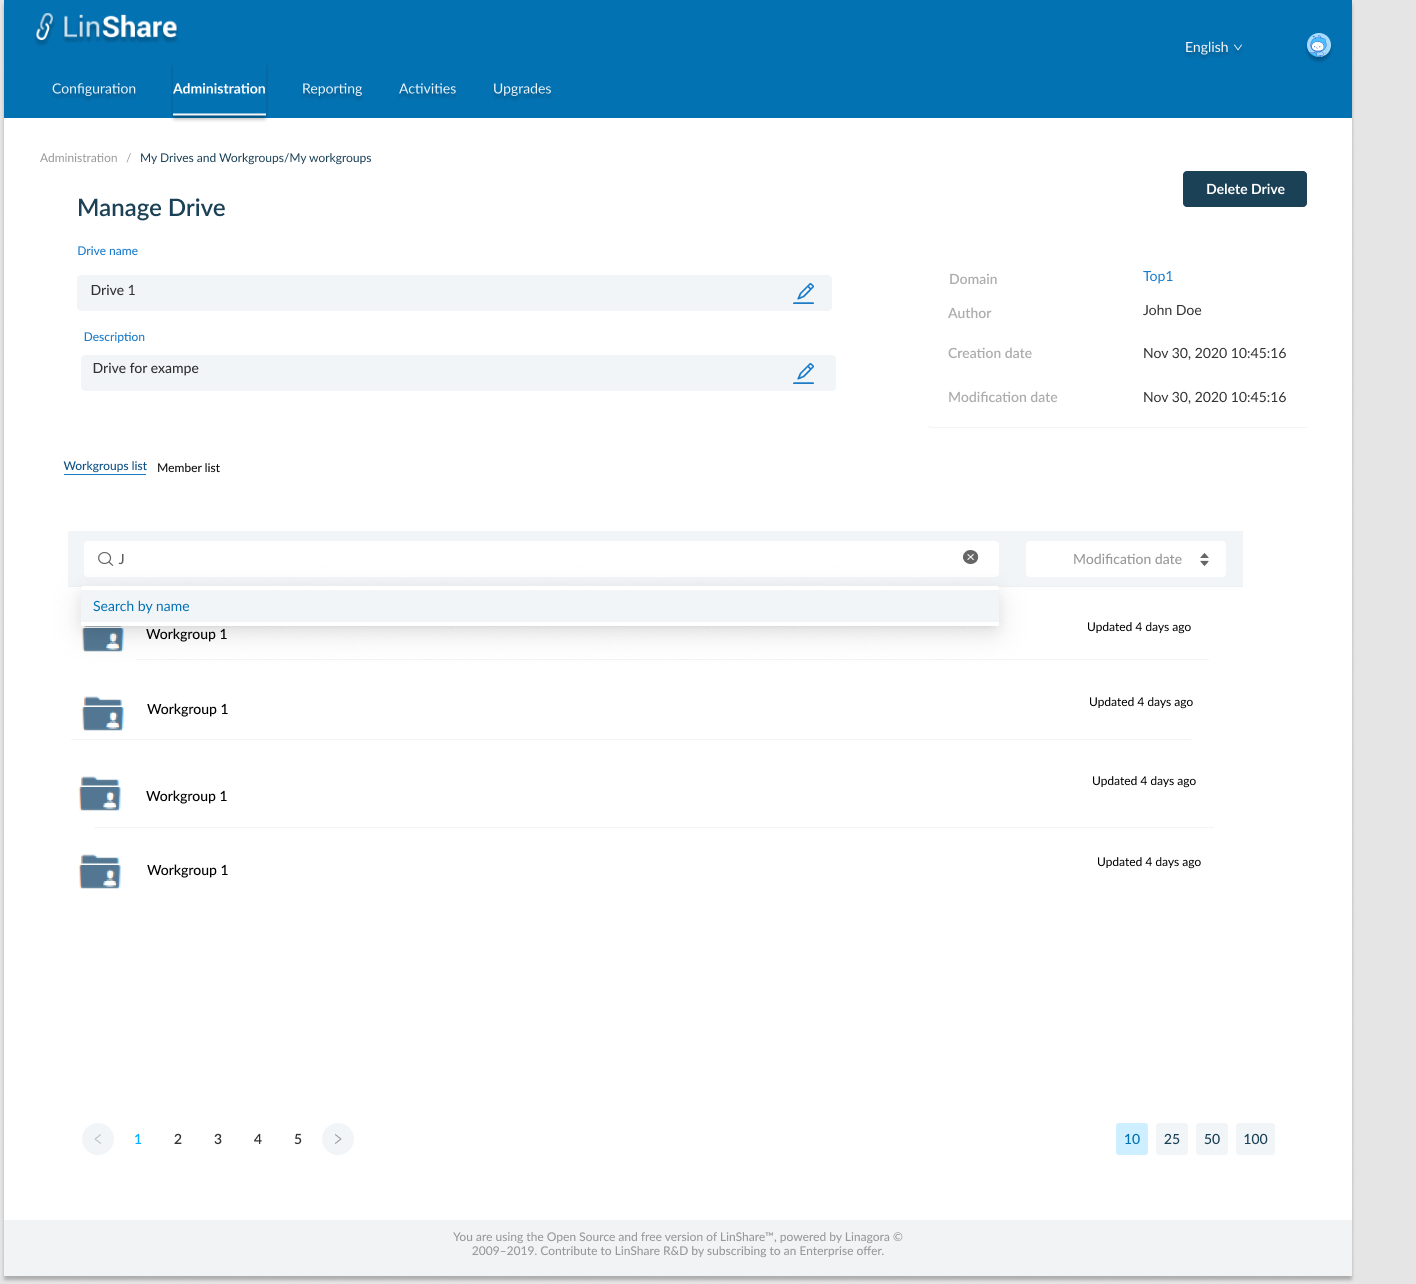 LinShare
English
Configuration Administration Reporting Activities Upgrades
Administration / My Drives and Workgroups/My workgroups
Delete Drive
Manage Drive
Drive name
Drive 1
Description
Drive for exampe
Domain Top1
Author John Doe
Creation date Nov 30, 2020 10:45:16
Modification date Nov 30, 2020 10:45:16
Workgroups list Member list
J
Modification date
Search by name
Workgroup 1 Updated 4 days ago
Workgroup 1 Updated 4 days ago
Workgroup 1 Updated 4 days ago
Workgroup 1 Updated 4 days ago
< 1 2 3 4 5 > 10 25 50 100
You are using the Open Source and free version of LinShare™, powered by Linagora ©
2009–2019. Contribute to LinShare R&D by subscribing to an Enterprise offer.